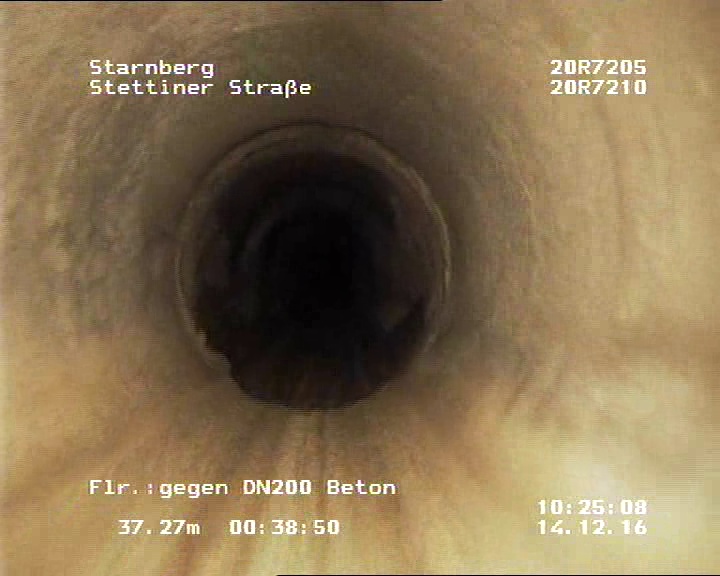 Starnberg 20R7205
Stettiner Straße 20R7210
Flr.:gegen DN200 Beton
10:25:08
37.27m 00:38:50 14.12.16